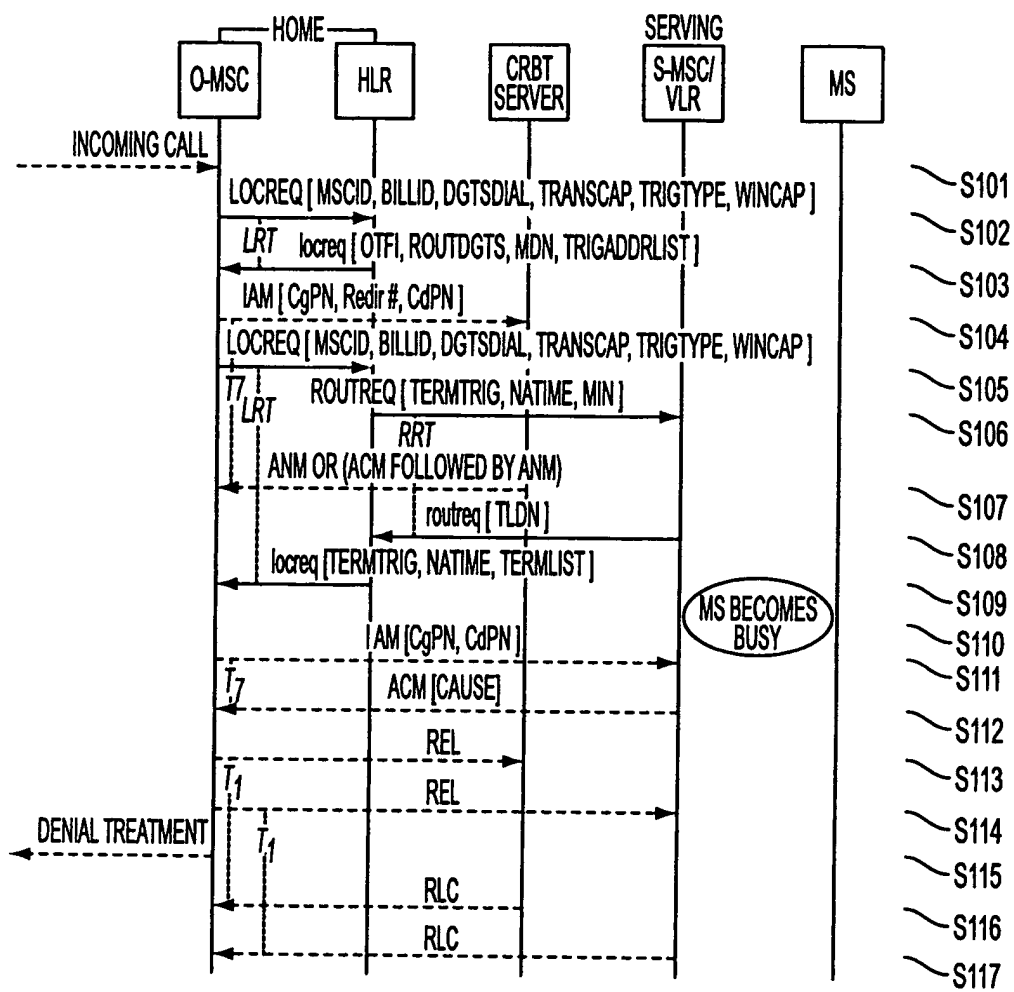 HOME
SERVING
O-MSC
HLR
CRBT
SERVER
S-MSC/
VLR
MS
INCOMING CALL
S101
LOCREQ [ MSCID, BILLID, DGTSDIAL, TRANSCAP, TRIGTYPE, WINCAP ]
S102
LRT
locreq [ OTFI, ROUTDGTS, MDN, TRIGADDRLIST ]
S103
IAM [ CgPN, Redir #, CdPN ]
S104
LOCREQ [ MSCID, BILLID, DGTSDIAL, TRANSCAP, TRIGTYPE, WINCAP ]
S105
T7
LRT
ROUTREQ [ TERMTRIG, NATIME, MIN ]
S106
RRT
ANM OR (ACM FOLLOWED BY ANM)
S107
routreq [ TLDN ]
S108
locreq [TERMTRIG, NATIME, TERMLIST ]
S109
MS BECOMES
BUSY
S110
IAM [CgPN, CdPN ]
S111
T7
ACM [CAUSE]
S112
REL
S113
T1
REL
S114
DENIAL TREATMENT
T1
S115
RLC
S116
RLC
S117